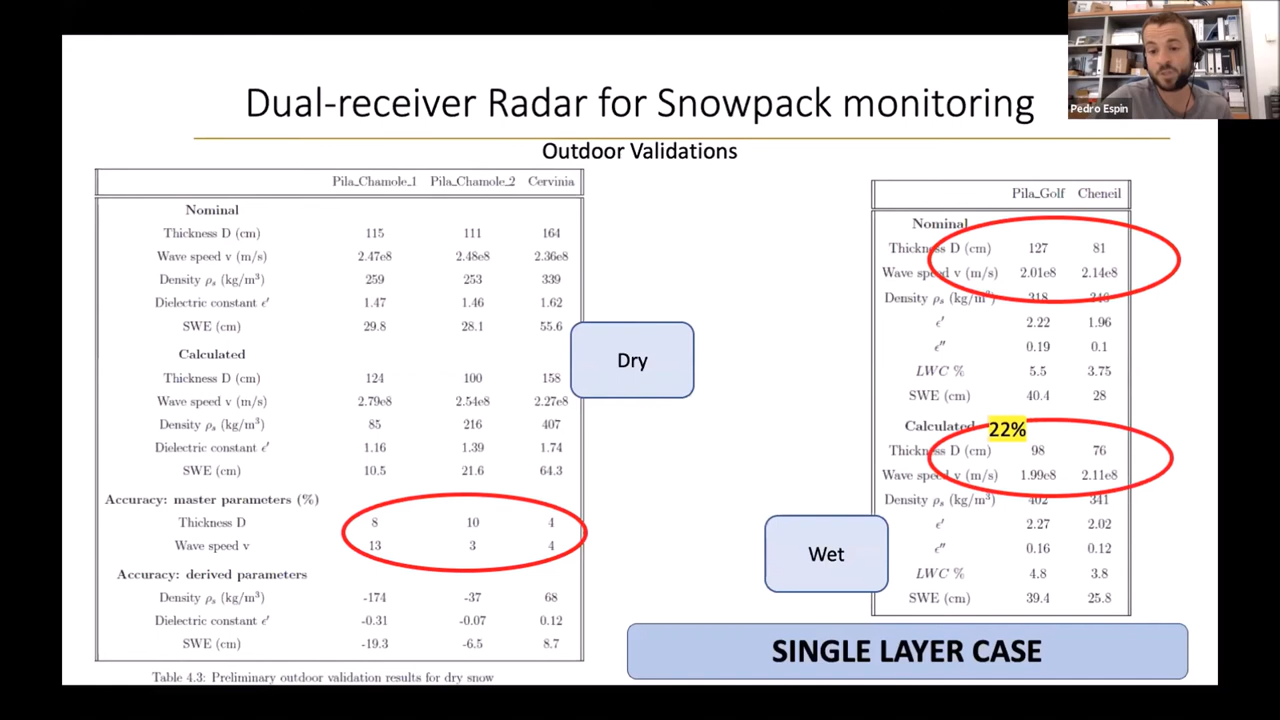 Dual-receiver Radar for Snowpack monitoring
Pedro Espin
Outdoor Validations
Pila_Chamole_1 Pila_Chamole_2 Cervinia
Nominal
Thickness D (cm) 115 111 164
Wave speed v (m/s) 2.47e8 2.48e8 2.36e8
Density ρs (kg/m³) 259 253 339
Dielectric constant ϵ′ 1.47 1.46 1.62
SWE (cm) 29.8 28.1 55.6
Calculated
Thickness D (cm) 124 100 158
Wave speed v (m/s) 2.79e8 2.54e8 2.27e8
Density ρs (kg/m³) 85 216 407
Dielectric constant ϵ′ 1.16 1.39 1.74
SWE (cm) 10.5 21.6 64.3
Accuracy: master parameters (%)
Thickness D 8 10 4
Wave speed v 13 3 4
Accuracy: derived parameters
Density ρs (kg/m³) -174 -37 68
Dielectric constant ϵ′ -0.31 -0.07 0.12
SWE (cm) -19.3 -6.5 8.7
Table 4.3: Preliminary outdoor validation results for dry snow
Dry
Pila_Golf Cheneil
Nominal
Thickness D (cm) 127 81
Wave speed v (m/s) 2.01e8 2.14e8
Density ρs (kg/m³) 318
ϵ′ 2.22 1.96
ϵ″ 0.19 0.1
LWC % 5.5 3.75
SWE (cm) 40.4 28
Calculated 22%
Thickness D (cm) 98 76
Wave speed v (m/s) 1.99e8 2.11e8
Density ρs (kg/m³) 402 341
ϵ′ 2.27 2.02
ϵ″ 0.16 0.12
LWC % 4.8 3.8
SWE (cm) 39.4 25.8
Wet
SINGLE LAYER CASE